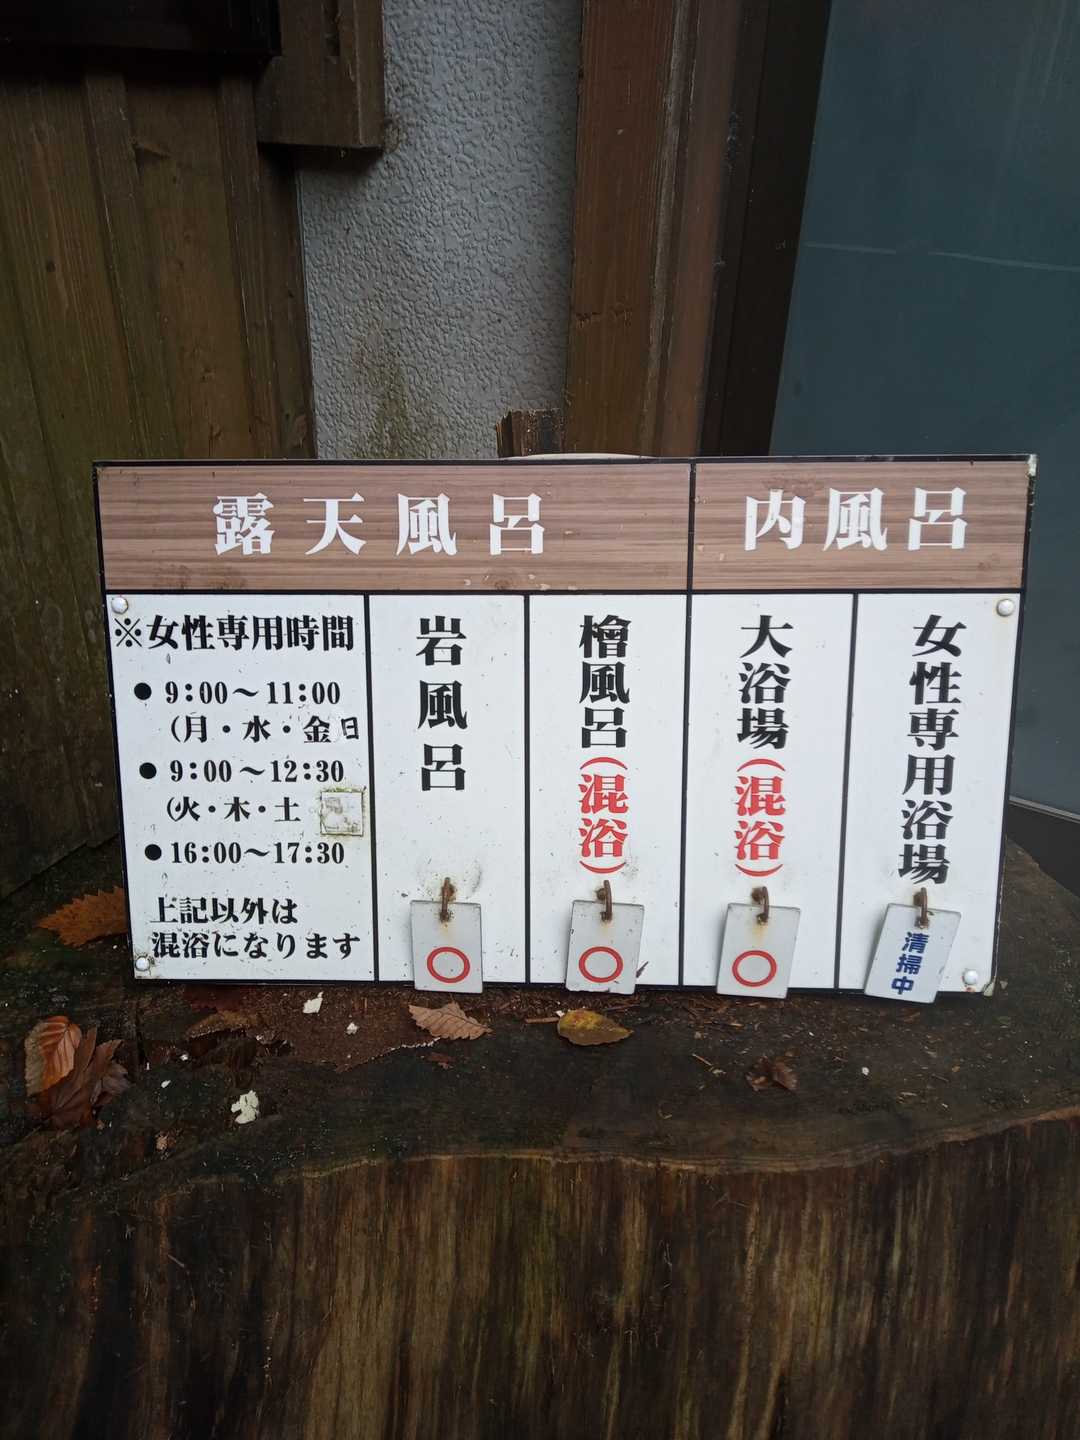 露天風呂
内風呂
※女性専用時間
●9:00～11:00
(月・水・金日
●9:00～12:30
(火・木・土
●16:00～17:30
上記以外は
混浴になります
岩風呂
○
檜風呂(混浴)
○
大浴場(混浴)
○
女性専用浴場
清掃中